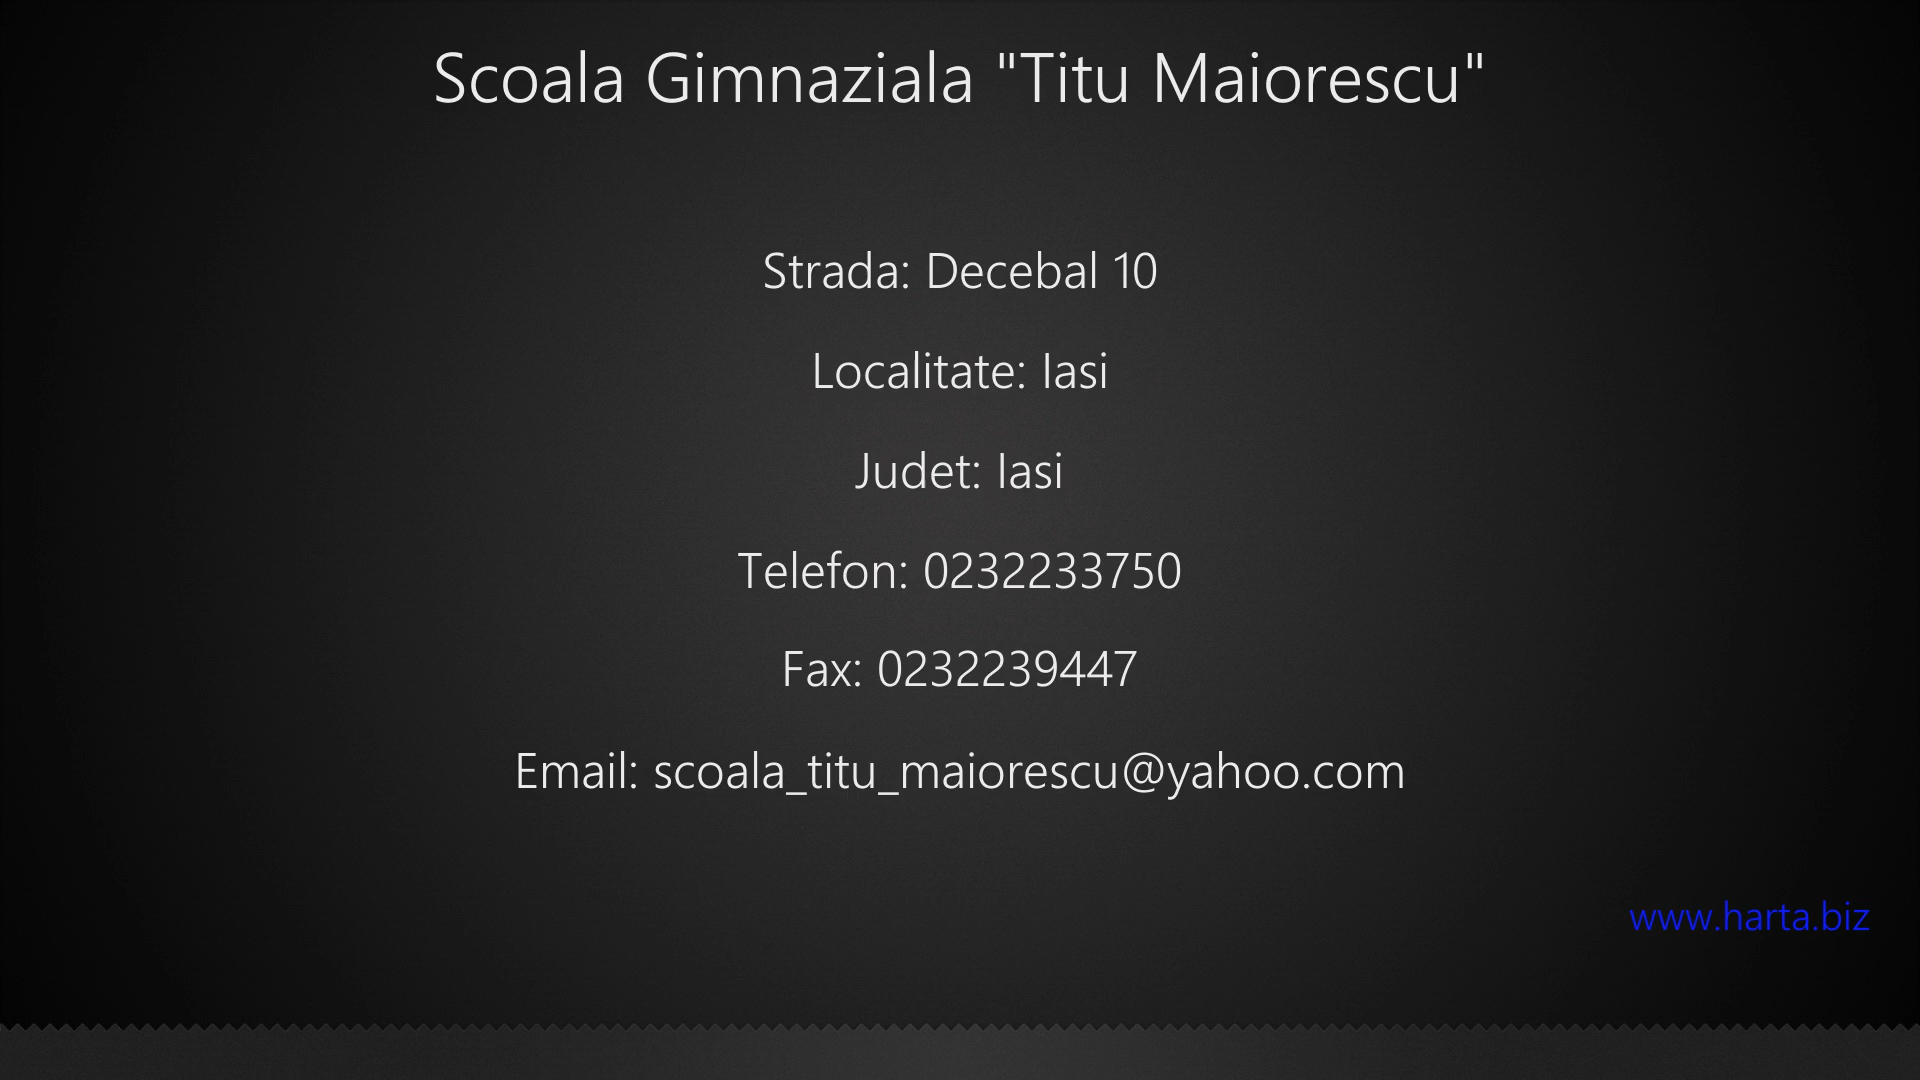 Scoala Gimnaziala "Titu Maiorescu"
Strada: Decebal 10
Localitate: Iasi
Judet: Iasi
Telefon: 0232233750
Fax: 0232239447
Email: scoala_titu_maiorescu@yahoo.com
www.harta.biz